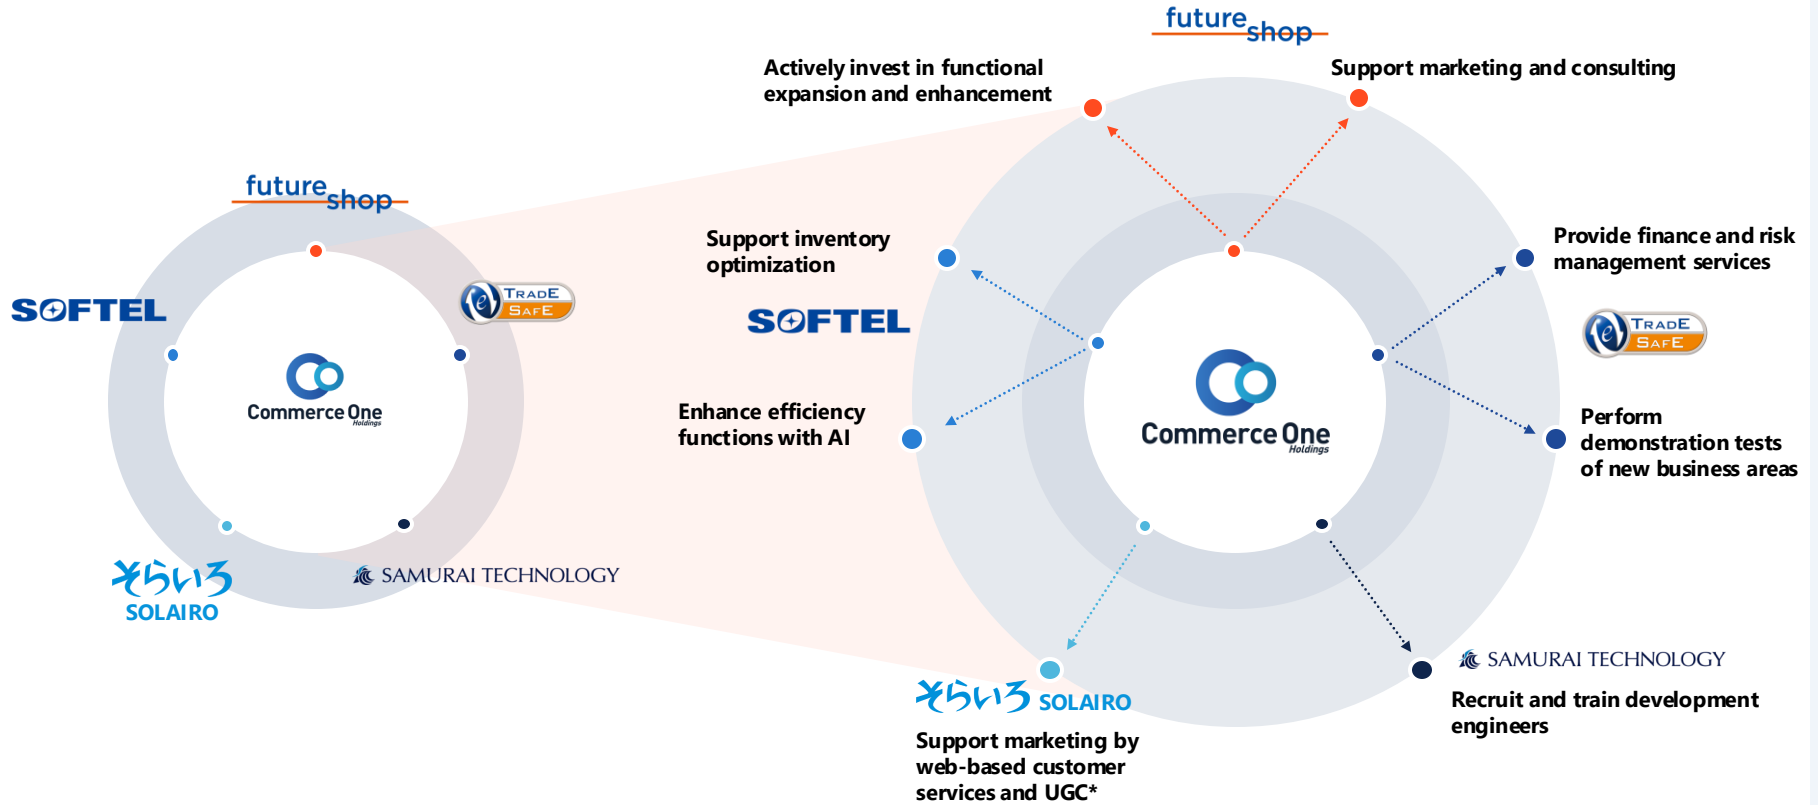 future
shop
SOFTEL
TRADE
SAFE
Commerce One
Holdings
そらいろ
SOLAIRO
SAMURAI TECHNOLOGY
future
shop
Actively invest in functional
expansion and enhancement
Support marketing and consulting
Support inventory
optimization
SOFTEL
Enhance efficiency
functions with AI
Provide finance and risk
management services
TRADE
SAFE
Perform
demonstration tests
of new business areas
Commerce One
Holdings
そらいろ SOLAIRO
Support marketing by
web-based customer
services and UGC*
SAMURAI TECHNOLOGY
Recruit and train development
engineers